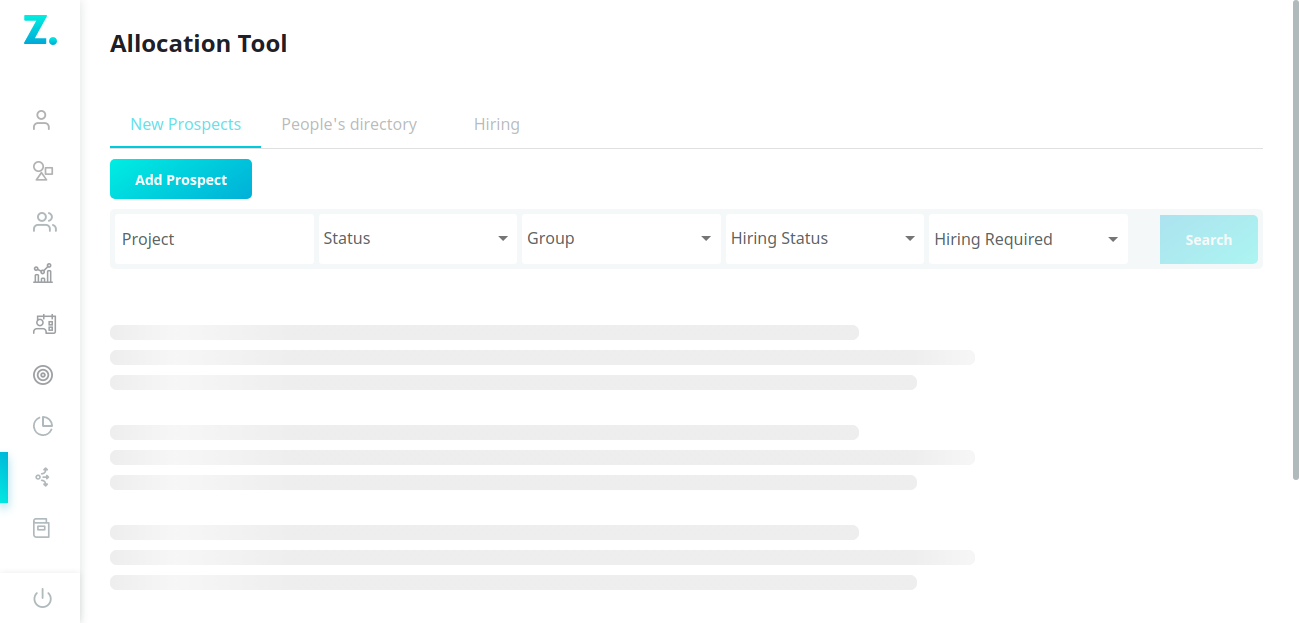 Z.
Allocation Tool
New Prospects People's directory Hiring
Add Prospect
Project Status Group Hiring Status Hiring Required Search